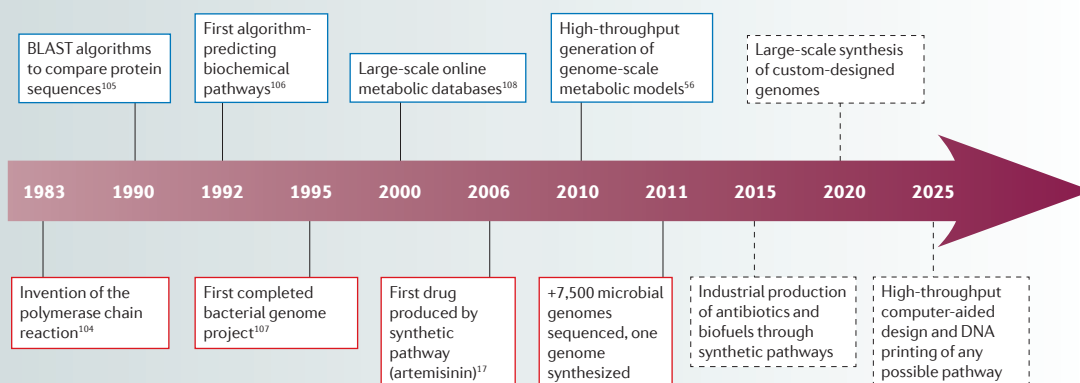 BLAST algorithms
to compare protein
sequences105
First algorithm-
predicting
biochemical
pathways106
Large-scale online
metabolic databases108
High-throughput
generation of
genome-scale
metabolic models56
Large-scale synthesis
of custom-designed
genomes
1983 1990 1992 1995 2000 2006 2010 2011 2015 2020 2025
Invention of the
polymerase chain
reaction104
First completed
bacterial genome
project107
First drug
produced by
synthetic
pathway
(artemisinin)17
+7,500 microbial
genomes
sequenced, one
genome
synthesized
Industrial production
of antibiotics and
biofuels through
synthetic pathways
High-throughput
computer-aided
design and DNA
printing of any
possible pathway